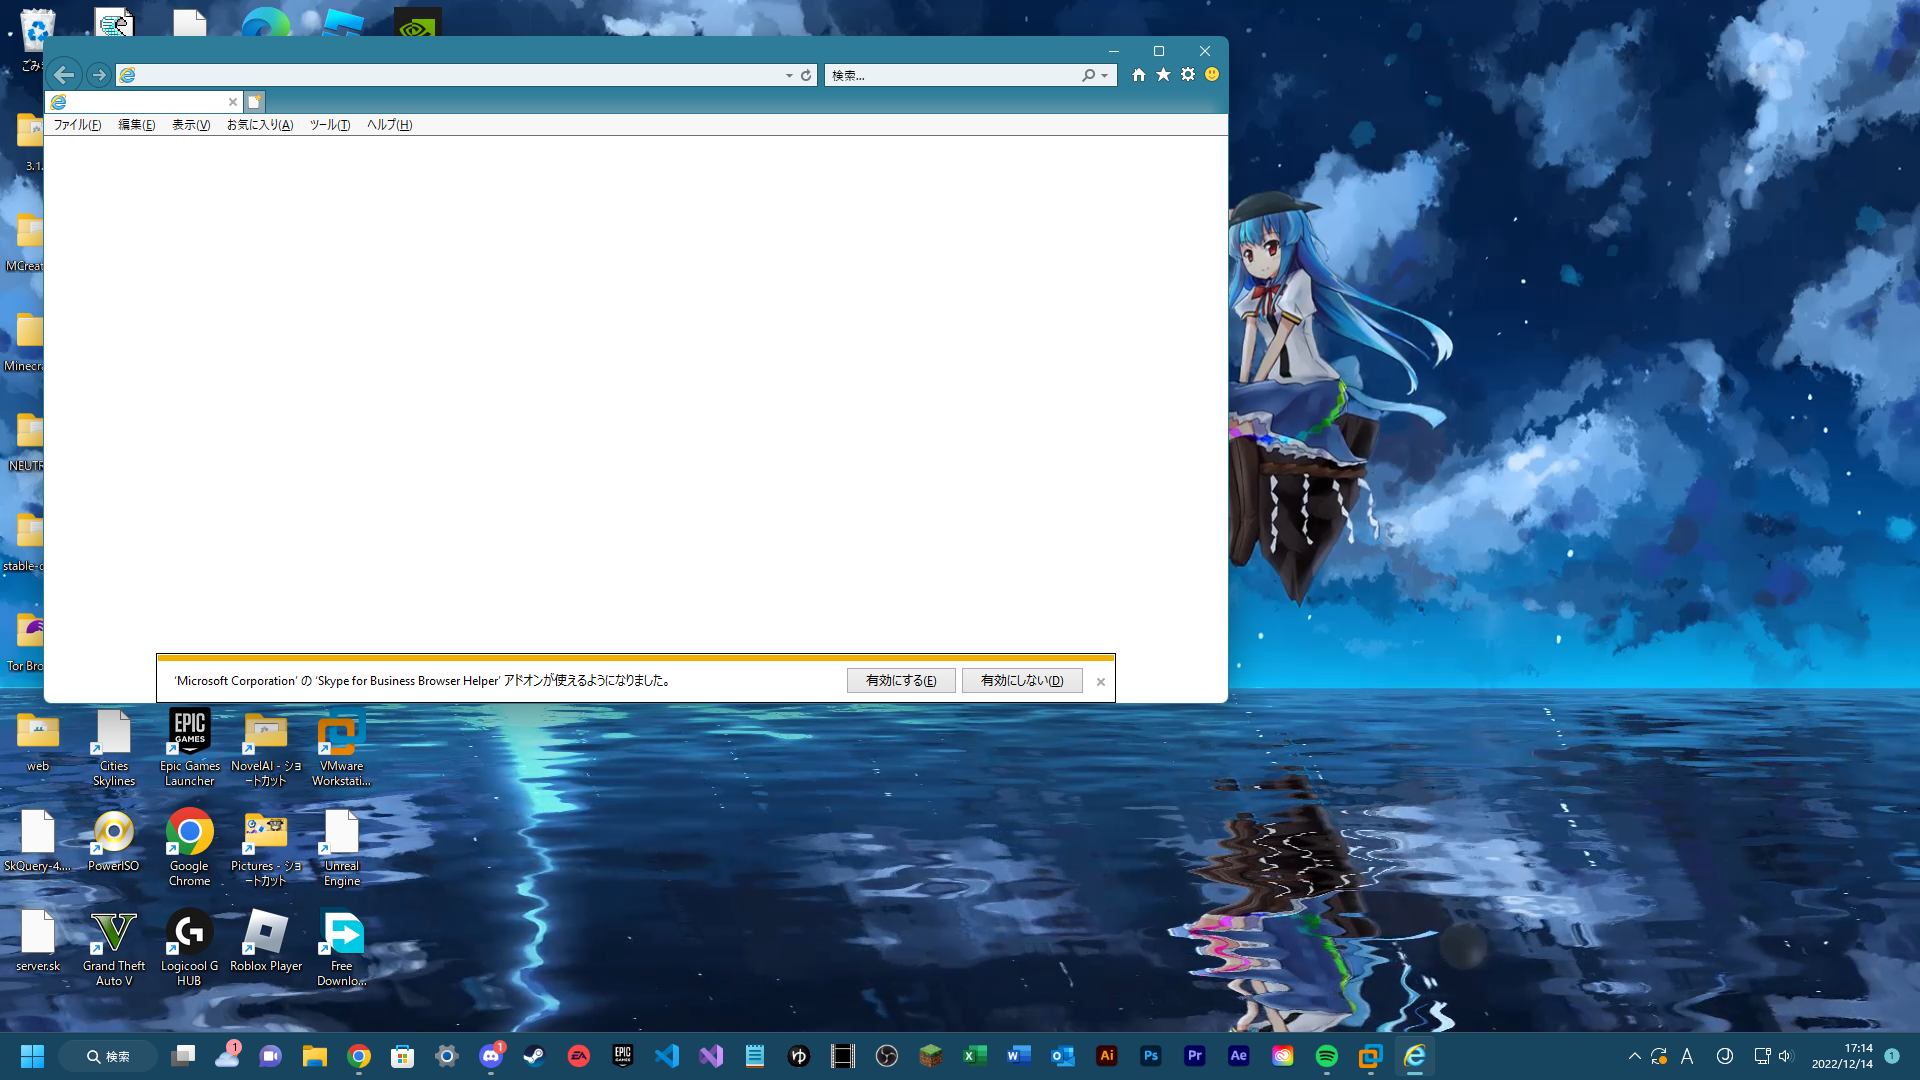 ごみ
検索...
ファイル(F) 編集(E) 表示(V) お気に入り(A) ツール(T) ヘルプ(H)
3.1.
MCreat
Minecra
NEUTR
stable-d
Tor Bro
'Microsoft Corporation' の 'Skype for Business Browser Helper' アドオンが使えるようになりました。
有効にする(E)
有効にしない(D)
web
Cities
Skylines
EPIC
GAMES
Epic Games
Launcher
NovelAI - ショ
ートカット
VMware
Workstati...
SkQuery-4....
PowerISO
Google
Chrome
Pictures - ショ
ートカット
Unreal
Engine
server.sk
Grand Theft
Auto V
Logicool G
HUB
Roblox Player
Free
Downlo...
検索
1
1
EA
EPIC
ゆ
Ai
Ps
Pr
Ae
A
17:14
2022/12/14
1